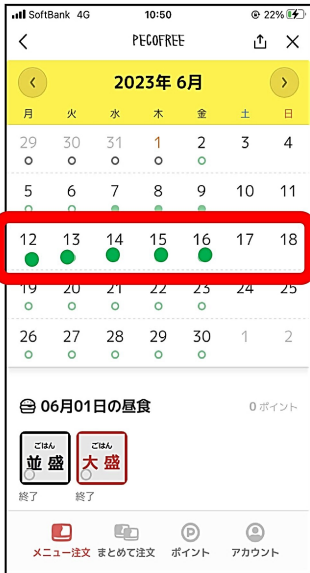 SoftBank 4G 10:50 22%
PECOFREE
2023年 6月
月 火 水 木 金 土 日
29 30 31 1 2 3 4
5 6 7 8 9 10 11
12 13 14 15 16 17 18
19 20 21 22 23 24 25
26 27 28 29 30 1 2
06月01日の昼食 0 ポイント
ごはん ごはん
並盛 大盛
終了 終了
メニュー注文 まとめて注文 ポイント アカウント